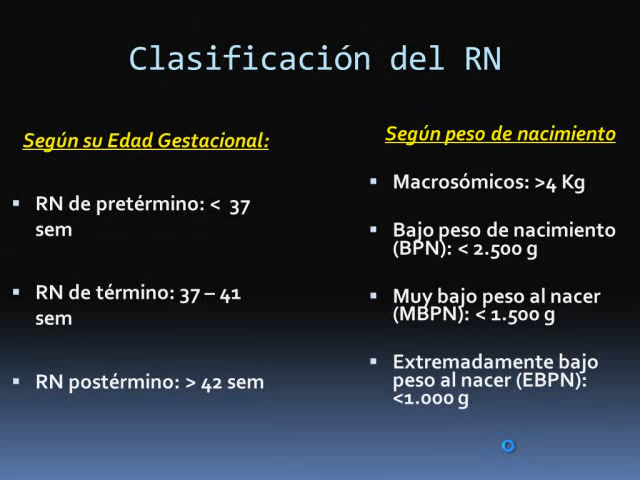 Clasificación del RN
Según su Edad Gestacional:
RN de pretérmino: < 37
sem
RN de término: 37 – 41
sem
RN postérmino: > 42 sem
Según peso de nacimiento
Macrosómicos: >4 Kg
Bajo peso de nacimiento
(BPN): < 2.500 g
Muy bajo peso al nacer
(MBPN): < 1.500 g
Extremadamente bajo
peso al nacer (EBPN):
<1.000 g